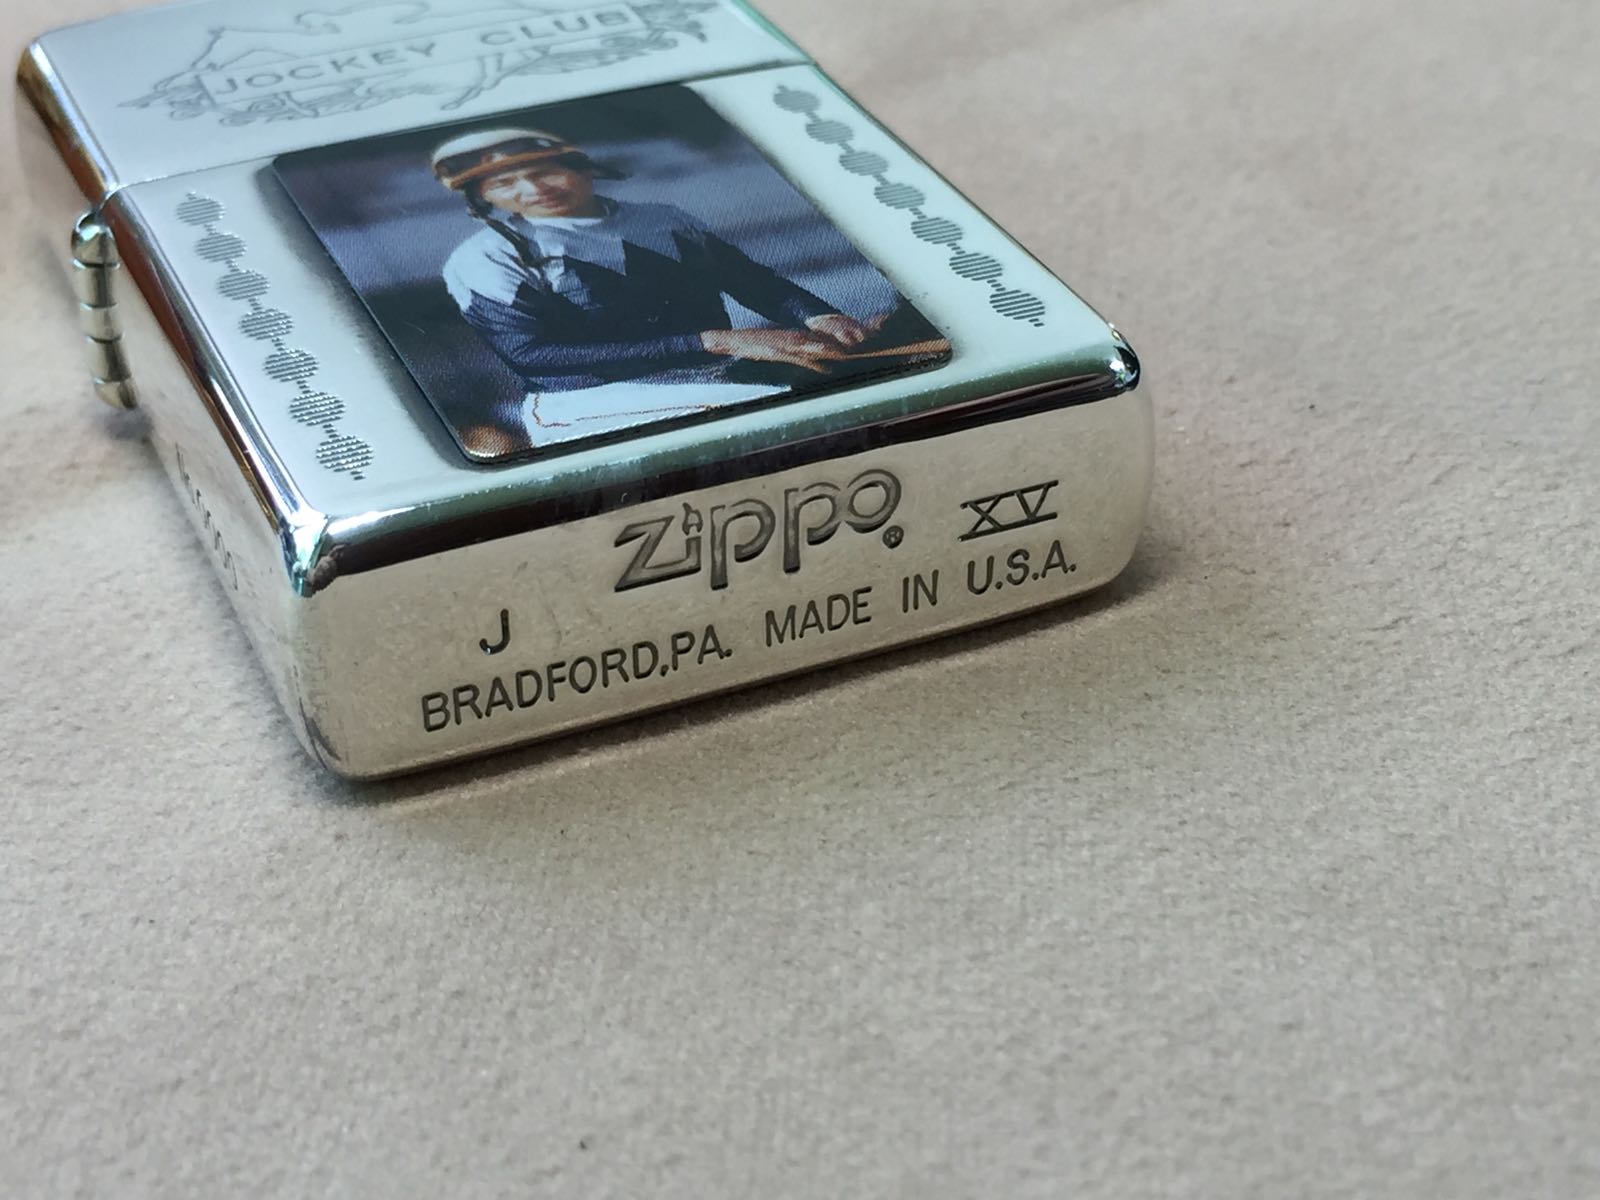 JOCKEY CLUB
Zippo® XV
J
BRADFORD,PA. MADE IN U.S.A.